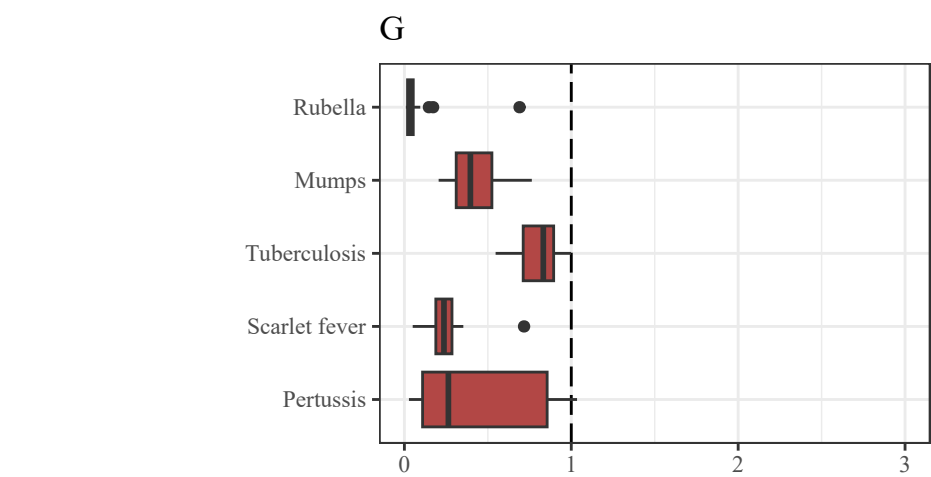 G
Rubella
Mumps
Tuberculosis
Scarlet fever
Pertussis
0 1 2 3